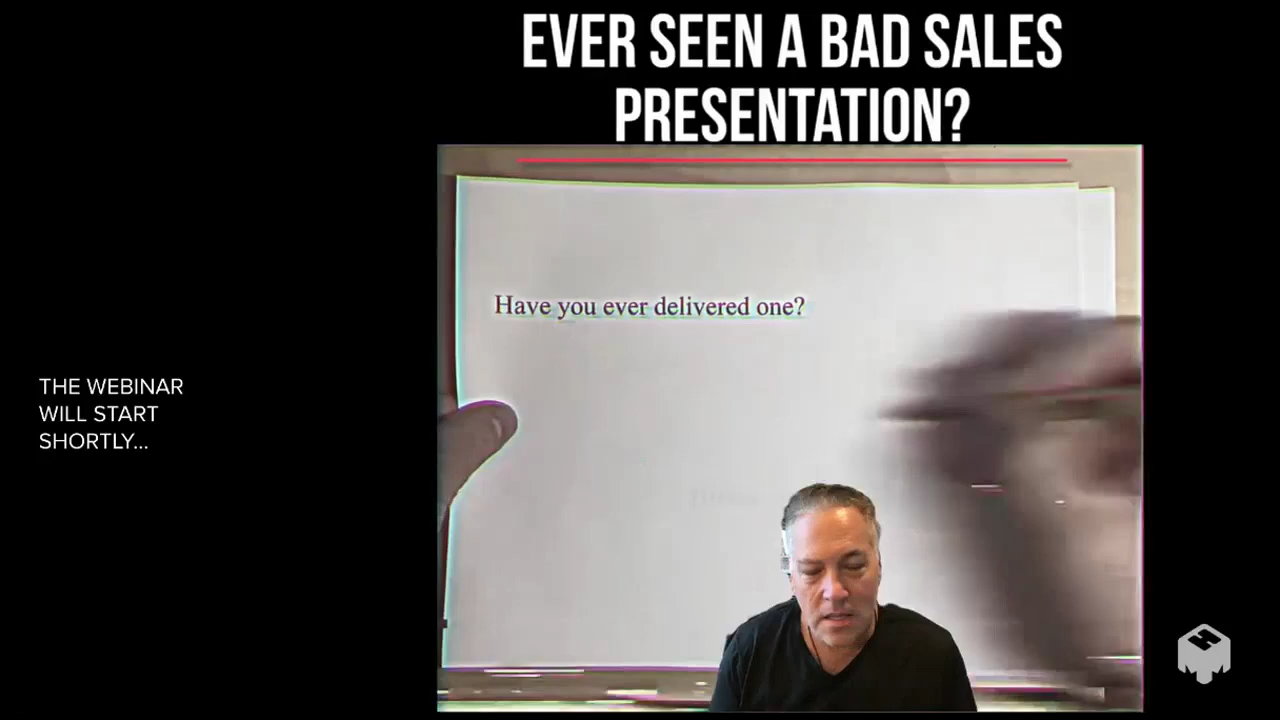 EVER SEEN A BAD SALES
PRESENTATION?
Have you ever delivered one?
THE WEBINAR
WILL START
SHORTLY...